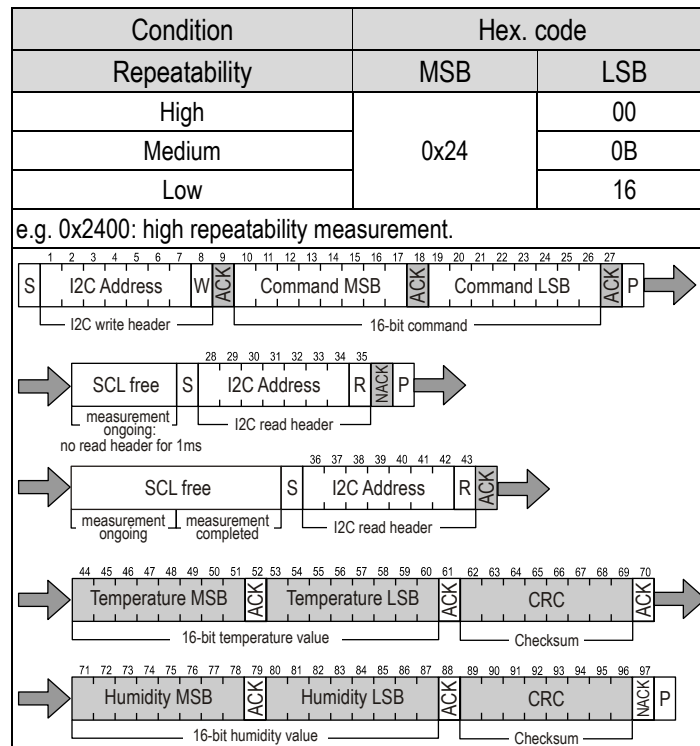 Condition Hex. code
Repeatability MSB LSB
High 00
Medium 0x24 0B
Low 16
e.g. 0x2400: high repeatability measurement.
1 2 3 4 5 6 7 8 9 10 11 12 13 14 15 16 17 18 19 20 21 22 23 24 25 26 27
S I2C Address W ACK Command MSB ACK Command LSB ACK P
I2C write header 16-bit command
28 29 30 31 32 33 34 35
SCL free S I2C Address R NACK P
measurement
ongoing:
no read header for 1ms
I2C read header
36 37 38 39 40 41 42 43
SCL free S I2C Address R ACK
measurement
ongoing
measurement
completed
I2C read header
44 45 46 47 48 49 50 51 52 53 54 55 56 57 58 59 60 61 62 63 64 65 66 67 68 69 70
Temperature MSB ACK Temperature LSB ACK CRC ACK
16-bit temperature value Checksum
71 72 73 74 75 76 77 78 79 80 81 82 83 84 85 86 87 88 89 90 91 92 93 94 95 96 97
Humidity MSB ACK Humidity LSB ACK CRC NACK P
16-bit humidity value Checksum